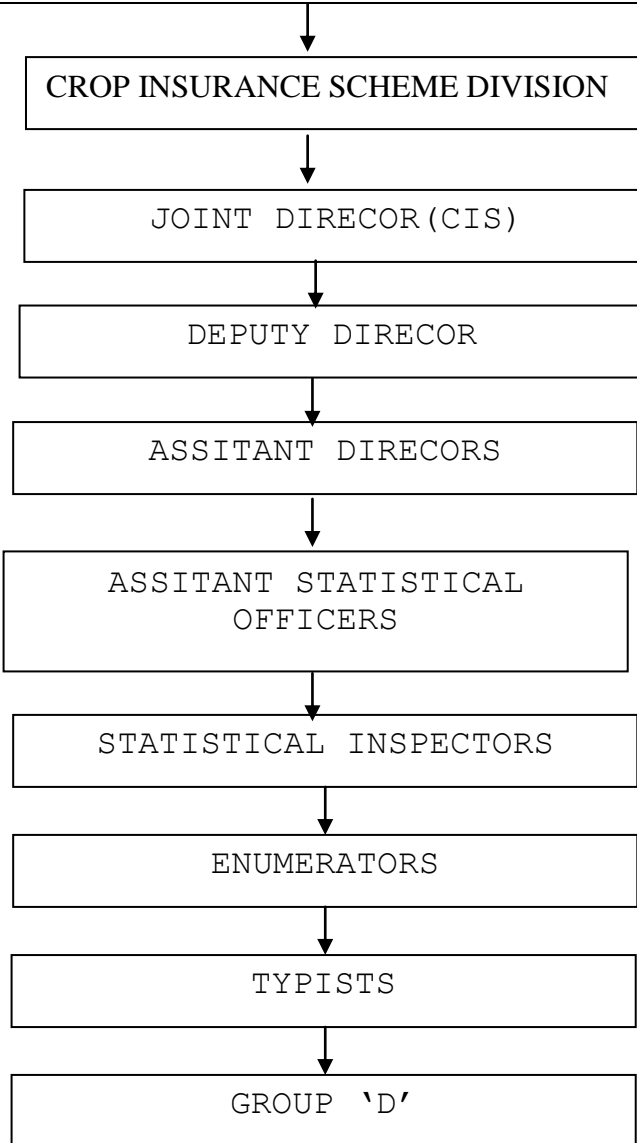 CROP INSURANCE SCHEME DIVISION
JOINT DIRECOR(CIS)
DEPUTY DIRECOR
ASSITANT DIRECORS
ASSITANT STATISTICAL
OFFICERS
STATISTICAL INSPECTORS
ENUMERATORS
TYPISTS
GROUP ‘D’